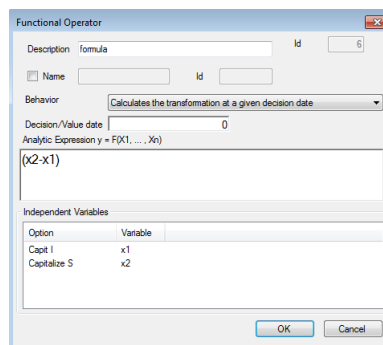 Functional Operator
Description formula Id 6
Name Id
Behavior Calculates the transformation at a given decision date
Decision/Value date 0
Analytic Expression y = F(X1, ... , Xn)
(x2-x1)
Independent Variables
Option Variable
Capit I x1
Capitalize S x2
OK Cancel